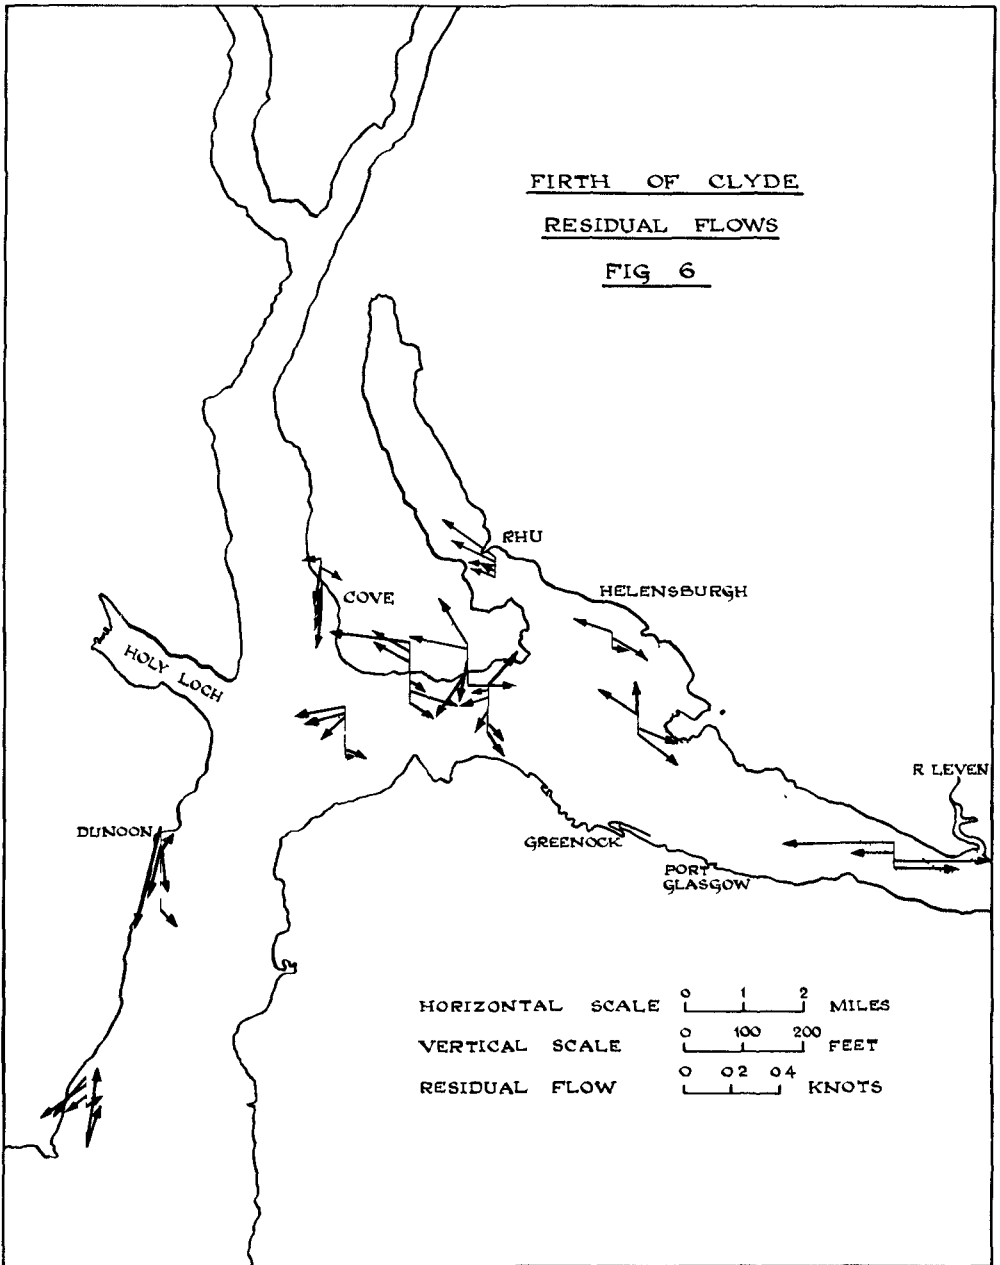 FIRTH OF CLYDE
RESIDUAL FLOWS
FIG 6
RHU
HELENSBURGH
COVE
HOLY LOCH
R LEVEN
DUNOON
GREENOCK
PORT
GLASGOW
HORIZONTAL SCALE 0 1 2 MILES
VERTICAL SCALE 0 100 200 FEET
RESIDUAL FLOW 0 02 04 KNOTS